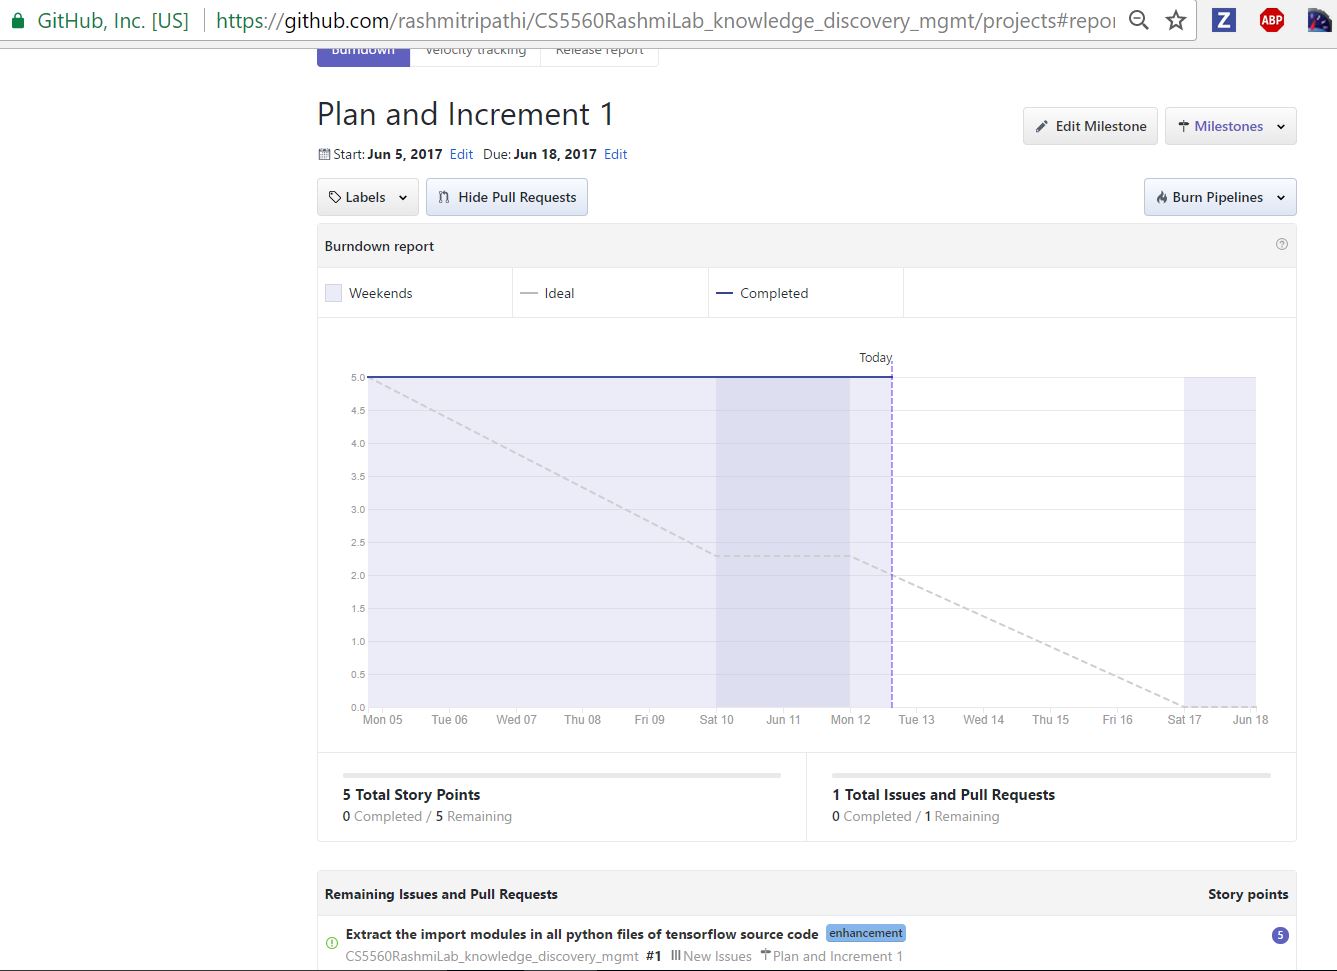 GitHub, Inc. [US] https://github.com/rashmitripathi/CS5560RashmiLab_knowledge_discovery_mgmt/projects#repor
Z ABP
Burndown Velocity tracking Release report
Plan and Increment 1
Edit Milestone Milestones
Start: Jun 5, 2017 Edit Due: Jun 18, 2017 Edit
Labels Hide Pull Requests Burn Pipelines
Burndown report
Weekends Ideal Completed
Today
5.0
4.5
4.0
3.5
3.0
2.5
2.0
1.5
1.0
0.5
0.0
Mon 05 Tue 06 Wed 07 Thu 08 Fri 09 Sat 10 Jun 11 Mon 12 Tue 13 Wed 14 Thu 15 Fri 16 Sat 17 Jun 18
5 Total Story Points
0 Completed / 5 Remaining
1 Total Issues and Pull Requests
0 Completed / 1 Remaining
Remaining Issues and Pull Requests Story points
Extract the import modules in all python files of tensorflow source code enhancement 5
CS5560RashmiLab_knowledge_discovery_mgmt #1 New Issues Plan and Increment 1